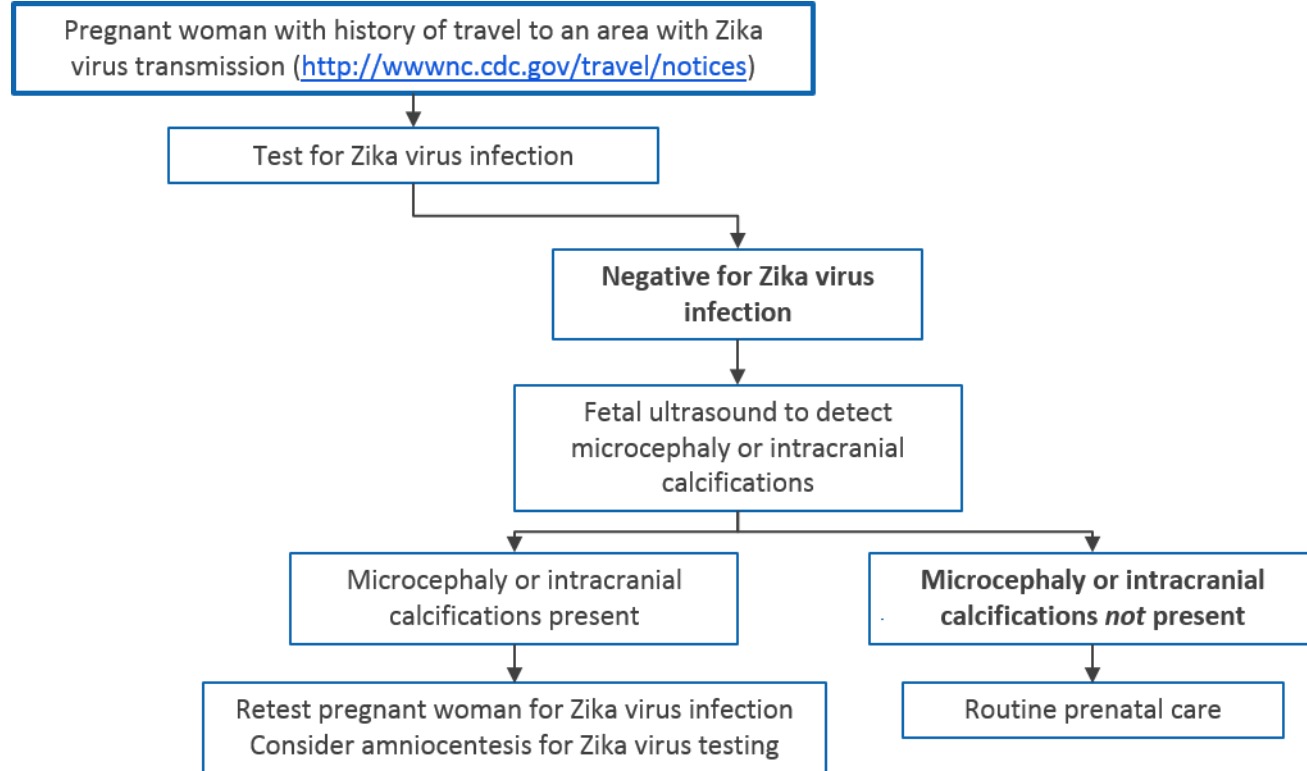 Pregnant woman with history of travel to an area with Zika
virus transmission (http://wwwnc.cdc.gov/travel/notices)
Test for Zika virus infection
Negative for Zika virus
infection
Fetal ultrasound to detect
microcephaly or intracranial
calcifications
Microcephaly or intracranial
calcifications present
Microcephaly or intracranial
calcifications not present
Retest pregnant woman for Zika virus infection
Consider amniocentesis for Zika virus testing
Routine prenatal care